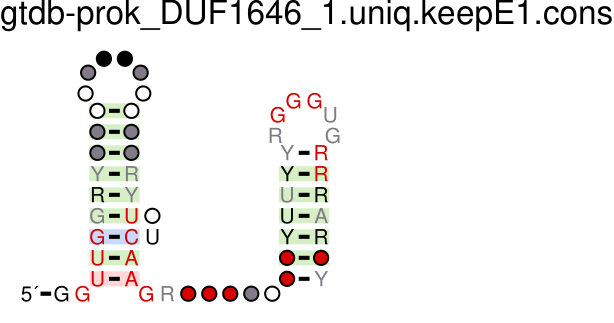 gtdb-prok_DUF1646_1.uniq.keepE1.cons
G G
G U
R G
Y R
Y R Y R
R Y U R
G U U A
G C U Y R
U A
U A Y
5´ G G G R